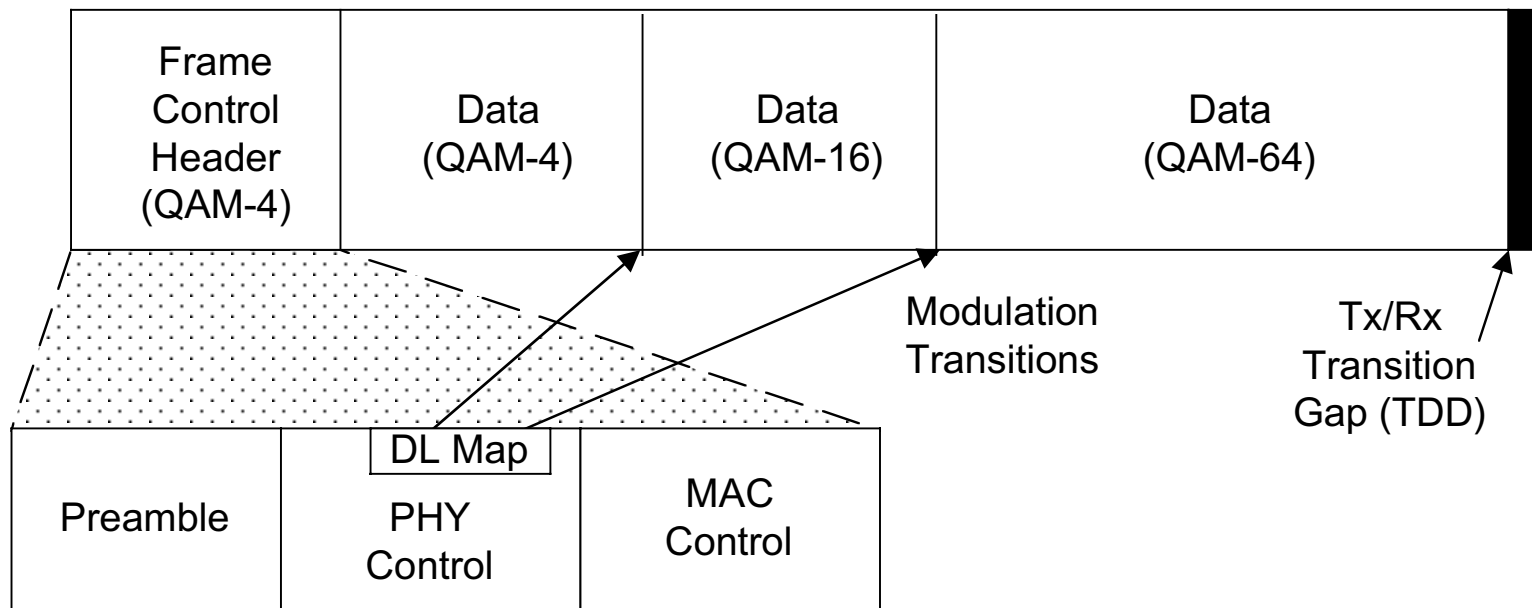 Frame
Control
Header
(QAM-4)
Data
(QAM-4)
Data
(QAM-16)
Data
(QAM-64)
Modulation
Transitions
Tx/Rx
Transition
Gap (TDD)
DL Map
Preamble
PHY
Control
MAC
Control